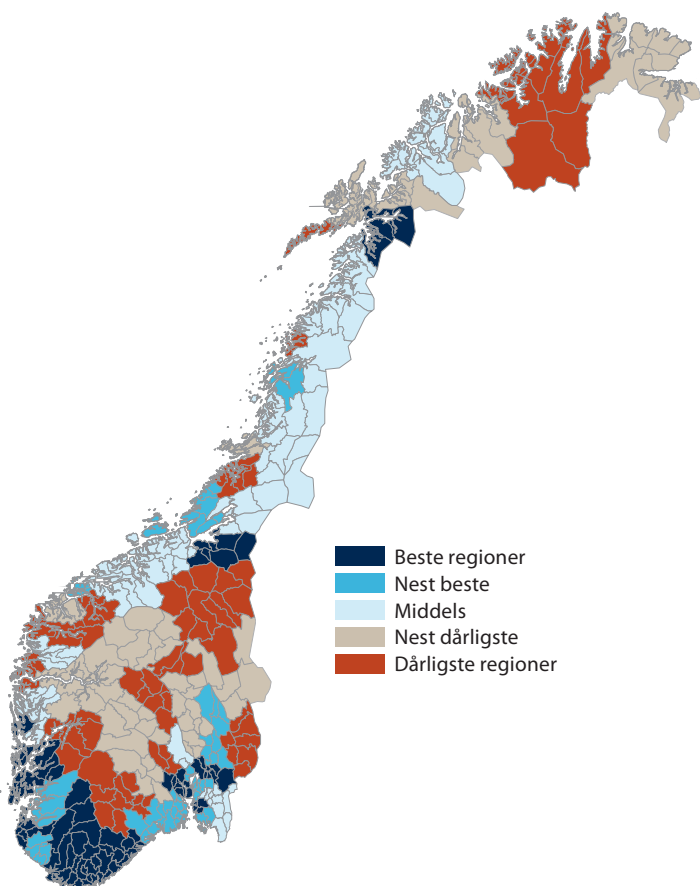 Beste regioner
Nest beste
Middels
Nest dårligste
Dårligste regioner